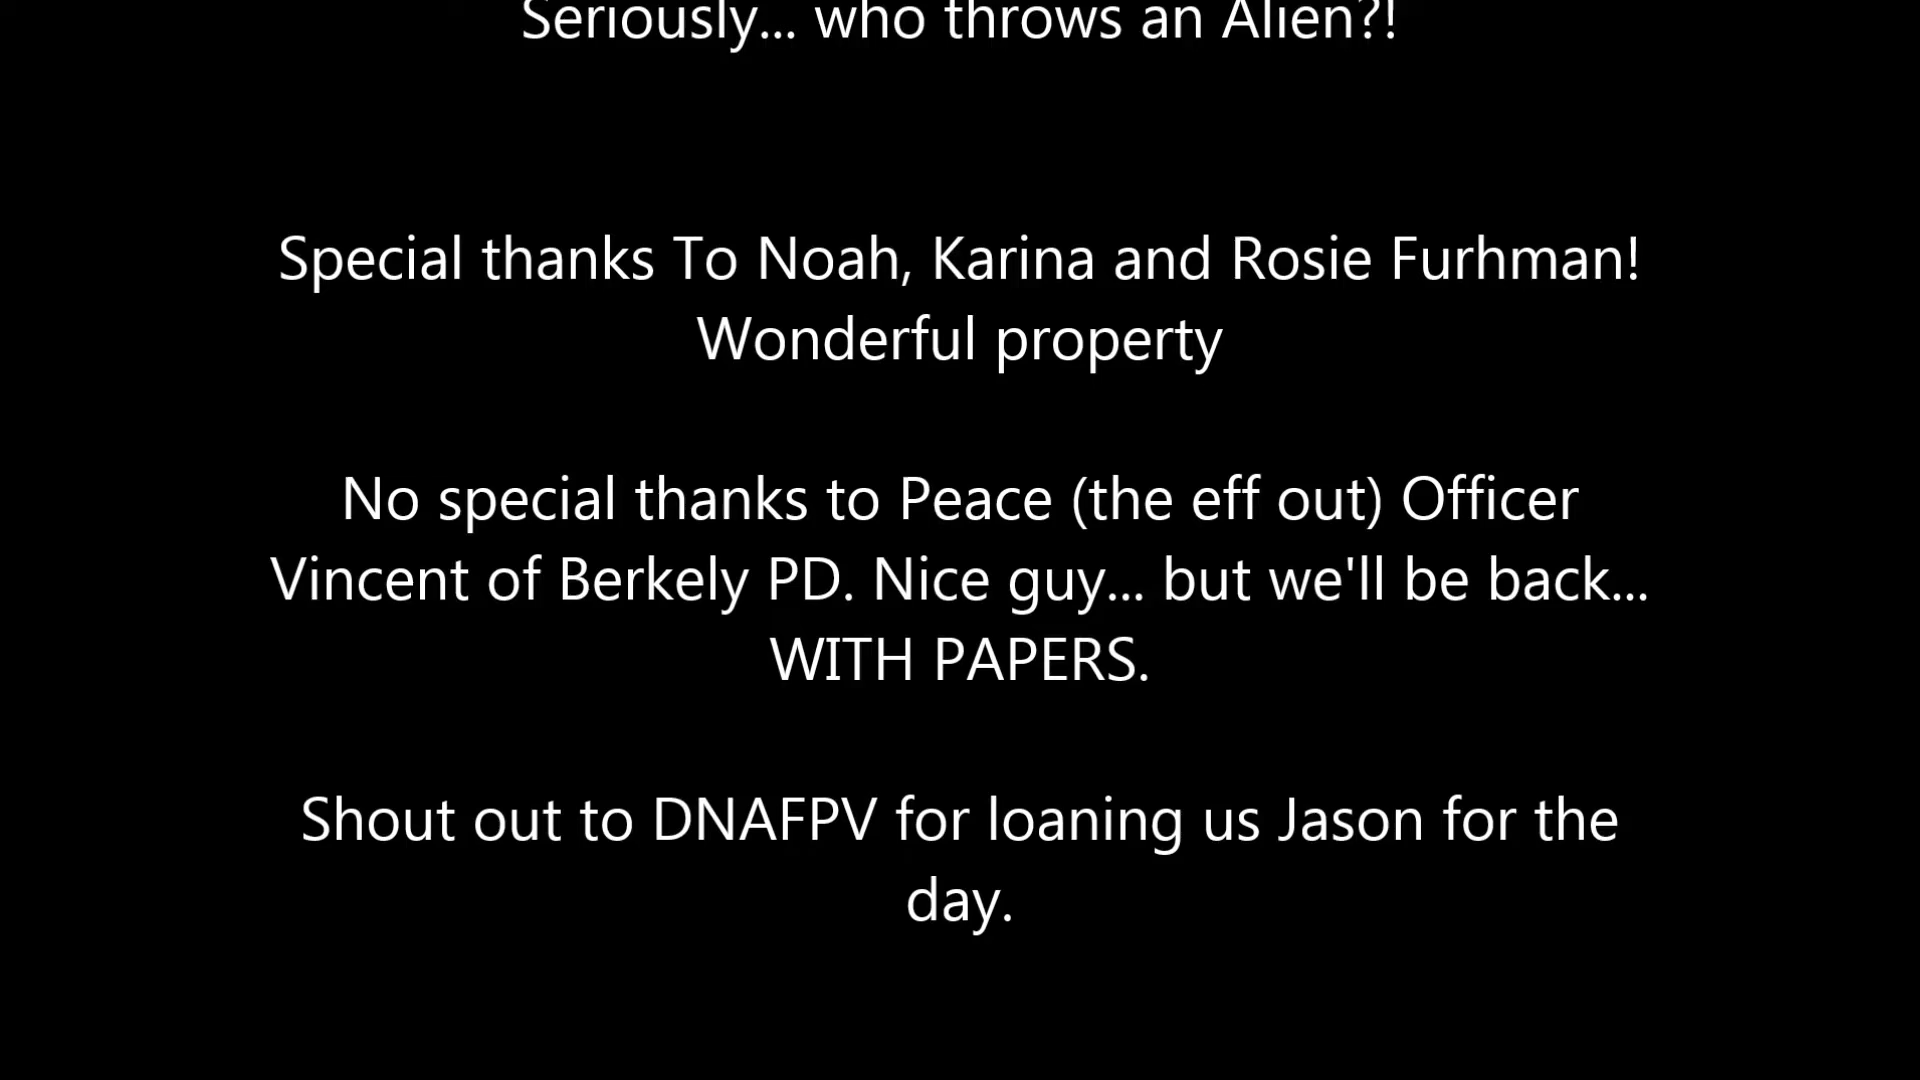 Seriously... who throws an Alien?!
Special thanks To Noah, Karina and Rosie Furhman!
Wonderful property
No special thanks to Peace (the eff out) Officer
Vincent of Berkely PD. Nice guy... but we'll be back...
WITH PAPERS.
Shout out to DNAFPV for loaning us Jason for the
day.